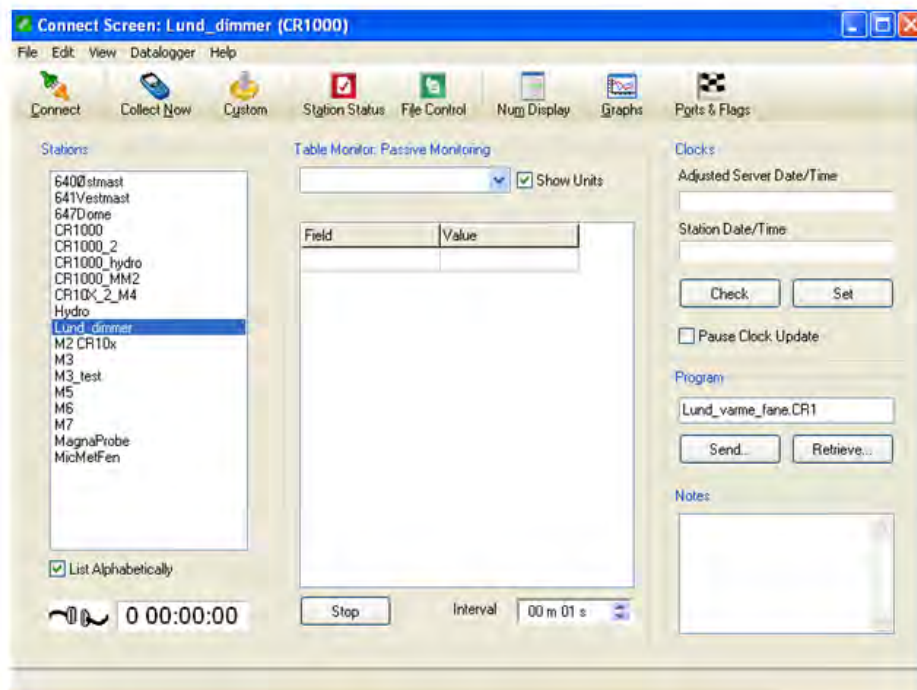 Connect Screen: Lund_dimmer (CR1000)
File Edit View Datalogger Help
Connect Collect Now Custom Station Status File Control Num Display Graphs Ports & Flags
Stations
640Østmast
641Vestmast
647Dome
CR1000
CR1000_2
CR1000_hydro
CR1000_MM2
CR10X_2_M4
Hydro
Lund_dimmer
M2 CR10x
M3
M3_test
M5
M6
M7
MagnaProbe
MicMetFen
List Alphabetically
0 00:00:00
Table Monitor: Passive Monitoring
Show Units
Field Value
Stop Interval 00 m 01 s
Clocks
Adjusted Server Date/Time
Station Date/Time
Check Set
Pause Clock Update
Program
Lund_varme_fane.CR1
Send... Retrieve...
Notes